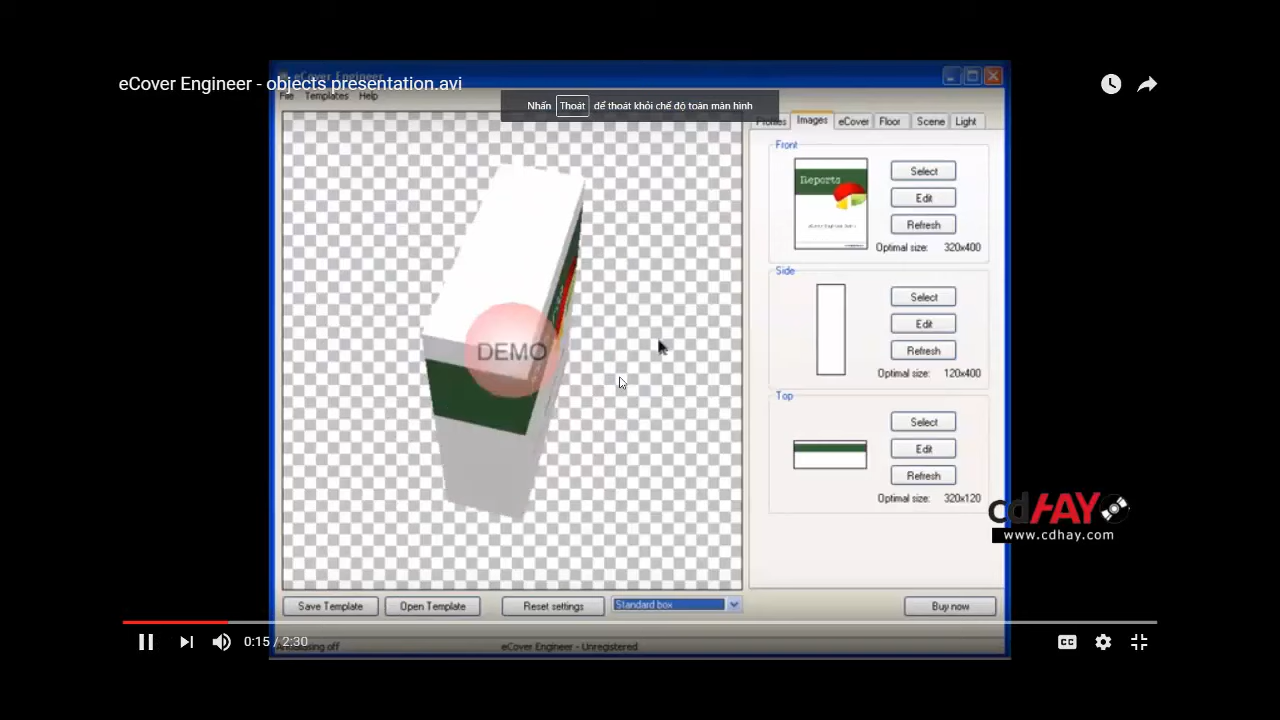 eCover Engineer
eCover Engineer - objects presentation.avi
File Templates Help
Nhấn Thoát để thoát khỏi chế độ toàn màn hình
Profiles Images eCover Floor Scene Light
Front
Reports
Select
Edit
Refresh
Optimal size: 320x400
Side
Select
Edit
Refresh
Optimal size: 120x400
DEMO
Top
Select
Edit
Refresh
Optimal size: 320x120
cdHAY
www.cdhay.com
Save Template Open Template Reset settings Standard box Buy now
0:15 / 2:30
CC
eCover Engineer - Unregistered